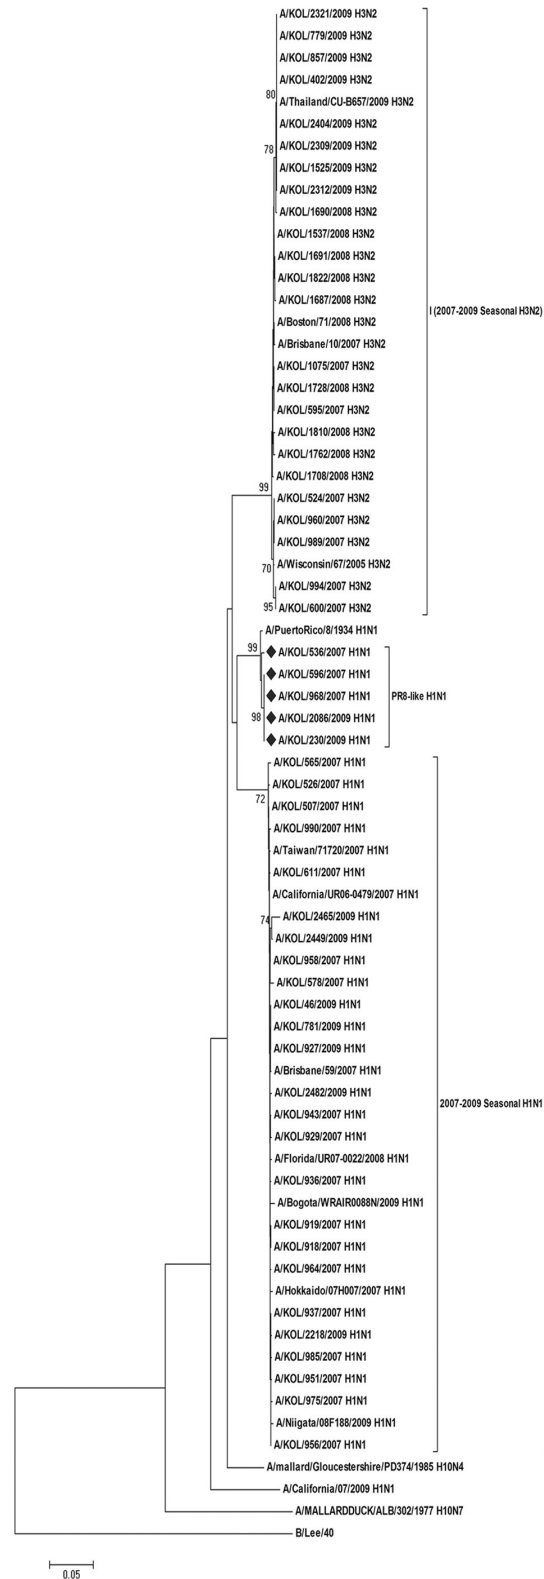 A/KOL/2321/2009 H3N2
A/KOL/779/2009 H3N2
A/KOL/857/2009 H3N2
A/KOL/402/2009 H3N2
80
A/Thailand/CU-B657/2009 H3N2
A/KOL/2404/2009 H3N2
78
A/KOL/2309/2009 H3N2
A/KOL/1525/2009 H3N2
A/KOL/2312/2009 H3N2
A/KOL/1690/2008 H3N2
A/KOL/1537/2008 H3N2
A/KOL/1691/2008 H3N2
A/KOL/1822/2008 H3N2
A/KOL/1687/2008 H3N2
I (2007-2009 Seasonal H3N2)
A/Boston/71/2008 H3N2
A/Brisbane/10/2007 H3N2
A/KOL/1075/2007 H3N2
A/KOL/1728/2008 H3N2
A/KOL/595/2007 H3N2
A/KOL/1810/2008 H3N2
A/KOL/1762/2008 H3N2
A/KOL/1708/2008 H3N2
99
A/KOL/524/2007 H3N2
A/KOL/960/2007 H3N2
A/KOL/989/2007 H3N2
A/Wisconsin/67/2005 H3N2
70
A/KOL/994/2007 H3N2
95
A/KOL/600/2007 H3N2
A/PuertoRico/8/1934 H1N1
99
A/KOL/536/2007 H1N1
A/KOL/596/2007 H1N1
A/KOL/968/2007 H1N1
PR8-like H1N1
98
A/KOL/2086/2009 H1N1
A/KOL/230/2009 H1N1
A/KOL/565/2007 H1N1
A/KOL/526/2007 H1N1
72
A/KOL/507/2007 H1N1
A/KOL/990/2007 H1N1
A/Taiwan/71720/2007 H1N1
A/KOL/611/2007 H1N1
A/California/UR06-0479/2007 H1N1
74
A/KOL/2465/2009 H1N1
A/KOL/2449/2009 H1N1
A/KOL/958/2007 H1N1
A/KOL/578/2007 H1N1
A/KOL/46/2009 H1N1
A/KOL/781/2009 H1N1
A/KOL/927/2009 H1N1
A/Brisbane/59/2007 H1N1
A/KOL/2482/2009 H1N1
2007-2009 Seasonal H1N1
A/KOL/943/2007 H1N1
A/KOL/929/2007 H1N1
A/Florida/UR07-0022/2008 H1N1
A/KOL/936/2007 H1N1
A/Bogota/WRAIR0088N/2009 H1N1
A/KOL/919/2007 H1N1
A/KOL/918/2007 H1N1
A/KOL/964/2007 H1N1
A/Hokkaido/07H007/2007 H1N1
A/KOL/937/2007 H1N1
A/KOL/2218/2009 H1N1
A/KOL/985/2007 H1N1
A/KOL/951/2007 H1N1
A/KOL/975/2007 H1N1
A/Niigata/08F188/2009 H1N1
A/KOL/956/2007 H1N1
A/mallard/Gloucestershire/PD374/1985 H10N4
A/California/07/2009 H1N1
A/MALLARDDUCK/ALB/302/1977 H10N7
B/Lee/40
0.05